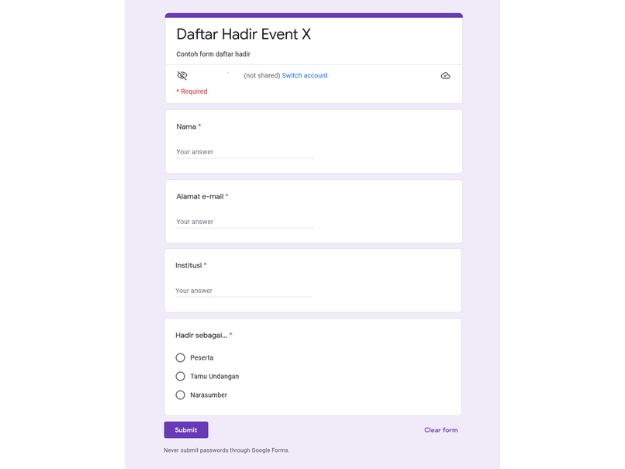 Daftar Hadir Event X
Contoh form daftar hadir
(not shared) Switch account
* Required
Nama *
Your answer
Alamat e-mail *
Your answer
Institusi *
Your answer
Hadir sebagai... *
Peserta
Tamu Undangan
Narasumber
Submit
Clear form
Never submit passwords through Google Forms.